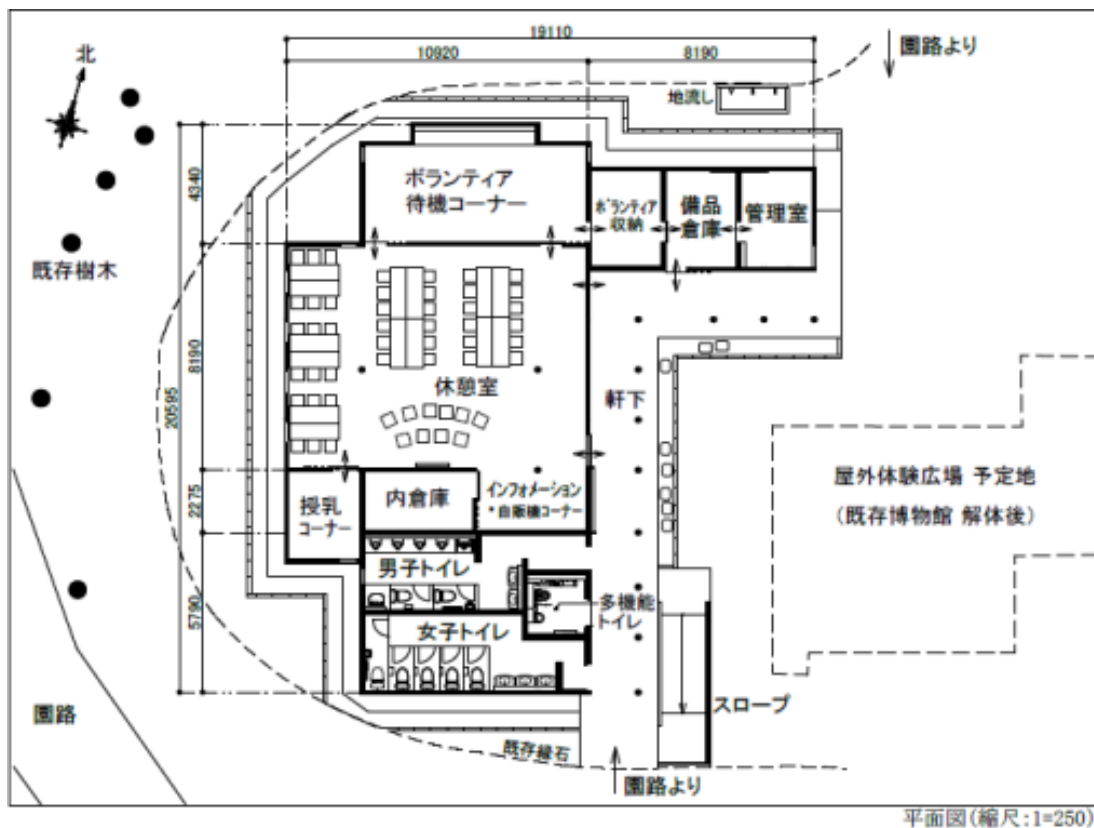 19110
10920
8190
園路より
北
地流し
4340
ボランティア
待機コーナー
ボランティア
収納
備品
倉庫
管理室
既存樹木
8190
20595
休憩室
軒下
2275
授乳
コーナー
内倉庫
インフォメーション
・自販機コーナー
屋外体験広場 予定地
(既存博物館 解体後)
5790
男子トイレ
多機能
トイレ
女子トイレ
スロープ
園路
既存縁石
園路より
平面図(縮尺:1=250)